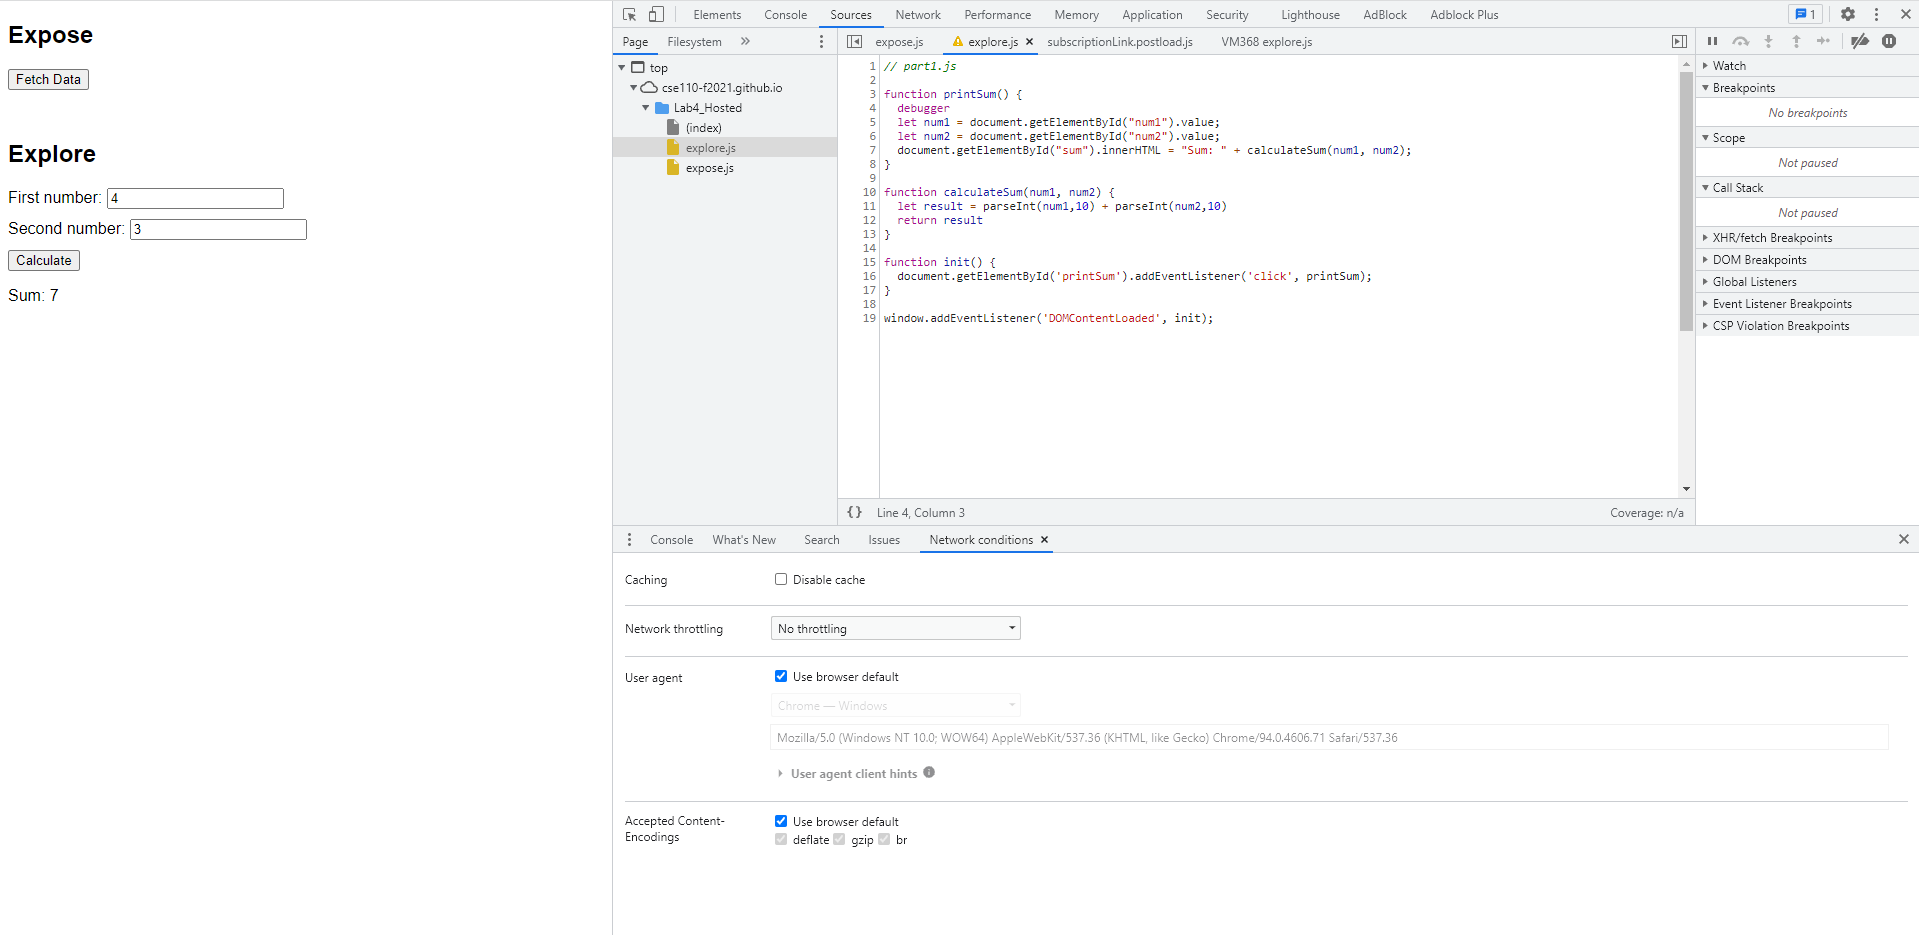 Expose
Fetch Data
Explore
First number: 4
Second number: 3
Calculate
Sum: 7
Elements Console Sources Network Performance Memory Application Security Lighthouse AdBlock Adblock Plus 1
Page Filesystem »
expose.js explore.js × subscriptionLink.postload.js VM368 explore.js
top
cse110-f2021.github.io
Lab4_Hosted
(index)
explore.js
expose.js
1 // part1.js
2
3 function printSum() {
4 debugger
5 let num1 = document.getElementById("num1").value;
6 let num2 = document.getElementById("num2").value;
7 document.getElementById("sum").innerHTML = "Sum: " + calculateSum(num1, num2);
8 }
9
10 function calculateSum(num1, num2) {
11 let result = parseInt(num1,10) + parseInt(num2,10)
12 return result
13 }
14
15 function init() {
16 document.getElementById('printSum').addEventListener('click', printSum);
17 }
18
19 window.addEventListener('DOMContentLoaded', init);
{} Line 4, Column 3 Coverage: n/a
Watch
Breakpoints
No breakpoints
Scope
Not paused
Call Stack
Not paused
XHR/fetch Breakpoints
DOM Breakpoints
Global Listeners
Event Listener Breakpoints
CSP Violation Breakpoints
Console What's New Search Issues Network conditions ×
Caching Disable cache
Network throttling No throttling
User agent Use browser default
Chrome — Windows
Mozilla/5.0 (Windows NT 10.0; WOW64) AppleWebKit/537.36 (KHTML, like Gecko) Chrome/94.0.4606.71 Safari/537.36
User agent client hints
Accepted Content-Encodings Use browser default
deflate gzip br